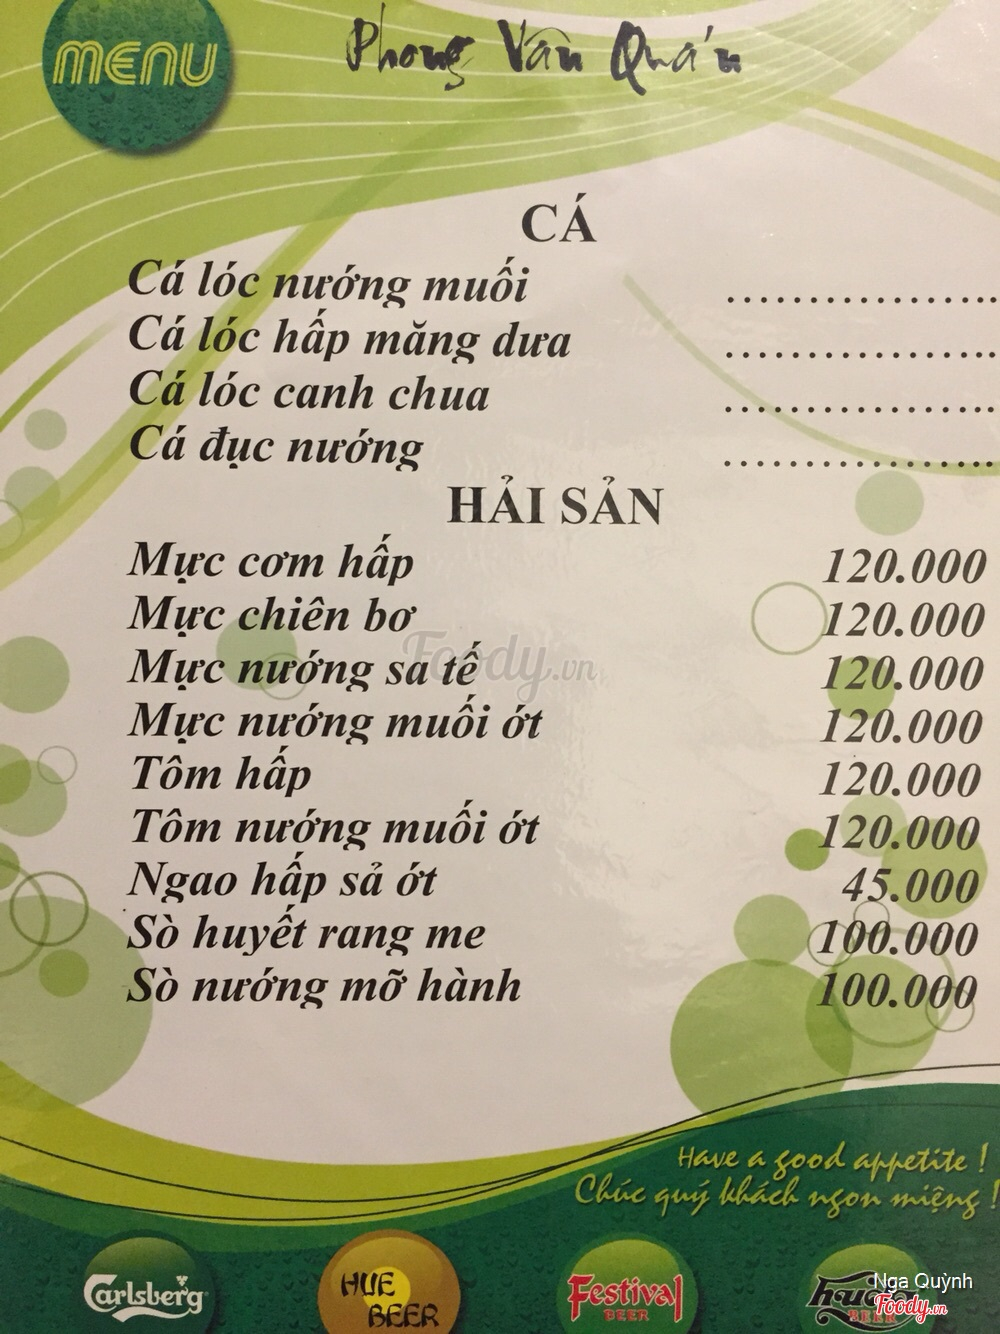 MENU
Phong Vân Quán
CÁ
Cá lóc nướng muối ................
Cá lóc hấp măng dưa ................
Cá lóc canh chua ................
Cá đục nướng ................
HẢI SẢN
Mực cơm hấp 120.000
Mực chiên bơ 120.000
Mực nướng sa tế 120.000
Mực nướng muối ớt 120.000
Tôm hấp 120.000
Tôm nướng muối ớt 120.000
Ngao hấp sả ớt 45.000
Sò huyết rang me 100.000
Sò nướng mỡ hành 100.000
Foody.vn
Have a good appetite !
Chúc quý khách ngon miệng !
Carlsberg
HUE BEER
Festival BEER
huda BEER
Nga Quỳnh
Foody.vn